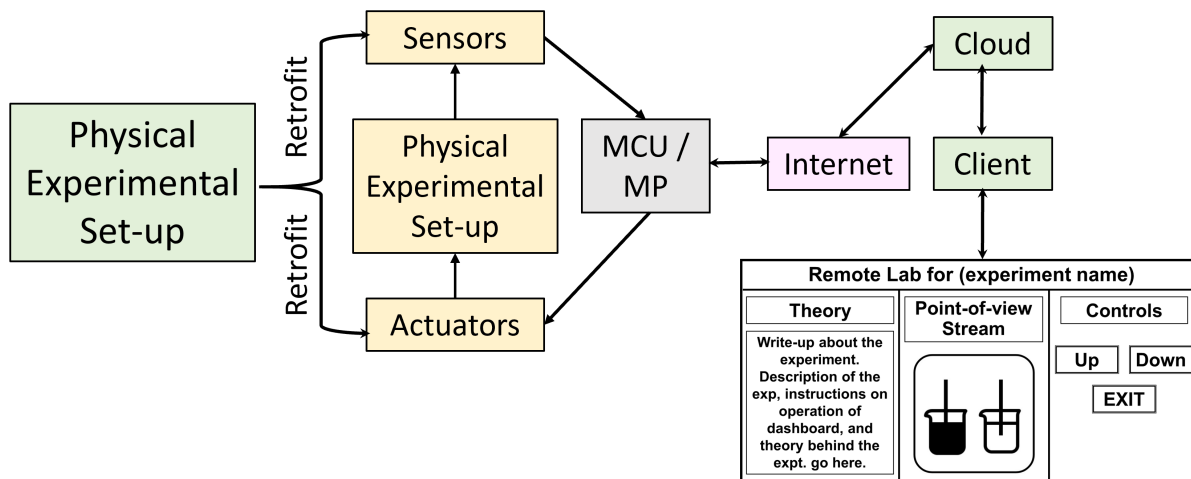 Physical
Experimental
Set-up
Retrofit
Retrofit
Sensors
Physical
Experimental
Set-up
Actuators
MCU /
MP
Internet
Cloud
Client
Remote Lab for (experiment name)
Theory
Write-up about the
experiment.
Description of the
exp, instructions on
operation of
dashboard, and
theory behind the
expt. go here.
Point-of-view
Stream
Controls
Up
Down
EXIT